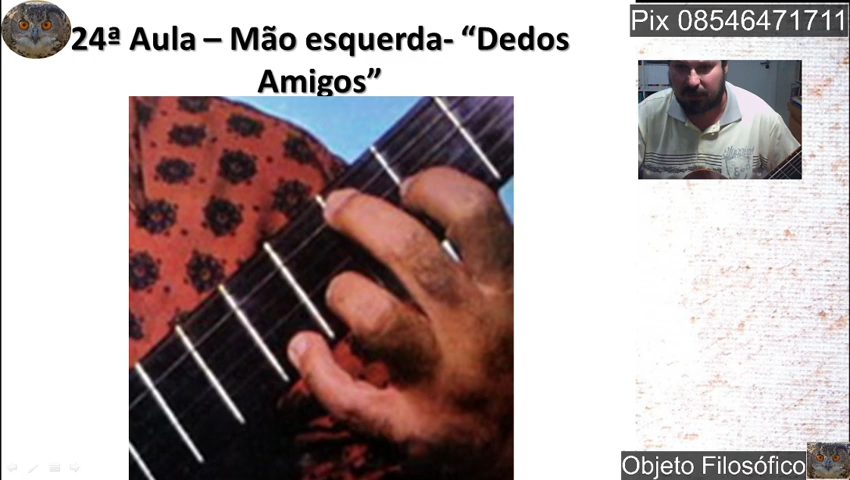 24ª Aula – Mão esquerda- “Dedos
Amigos”
Pix 08546471711
Objeto Filosófico